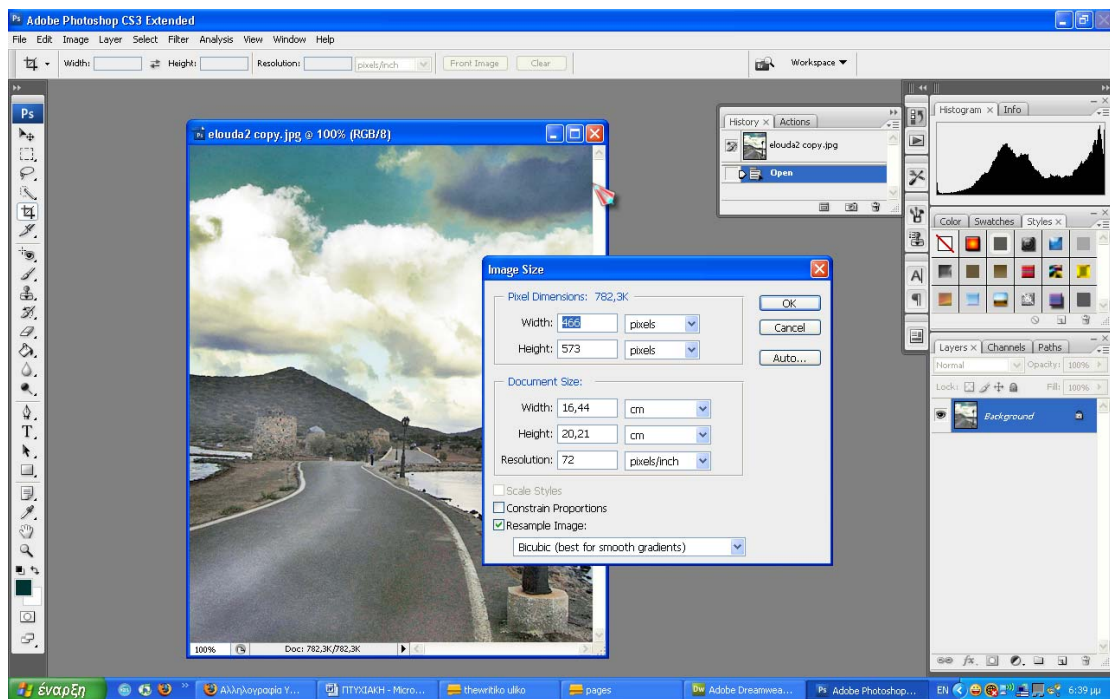 Ps Adobe Photoshop CS3 Extended
File Edit Image Layer Select Filter Analysis View Window Help
Width: Height: Resolution: pixels/inch Front Image Clear Workspace
Ps
elouda2 copy.jpg @ 100% (RGB/8)
History × Actions
elouda2 copy.jpg
Open
Histogram × Info
Color Swatches Styles ×
Image Size
Pixel Dimensions: 782,3K
Width: 466 pixels
Height: 573 pixels
OK
Cancel
Auto...
Document Size:
Width: 16,44 cm
Height: 20,21 cm
Resolution: 72 pixels/inch
Scale Styles
Constrain Proportions
Resample Image:
Bicubic (best for smooth gradients)
Layers × Channels Paths
Normal Opacity: 100%
Lock: Fill: 100%
Background
100% Doc: 782,3K/782,3K
έναρξη Αλληλογραφία Υ... ΠΤΥΧΙΑΚΗ - Micro... thewritiko uliko pages Dw Adobe Dreamwea... Ps Adobe Photoshop... EN 6:39 μμ